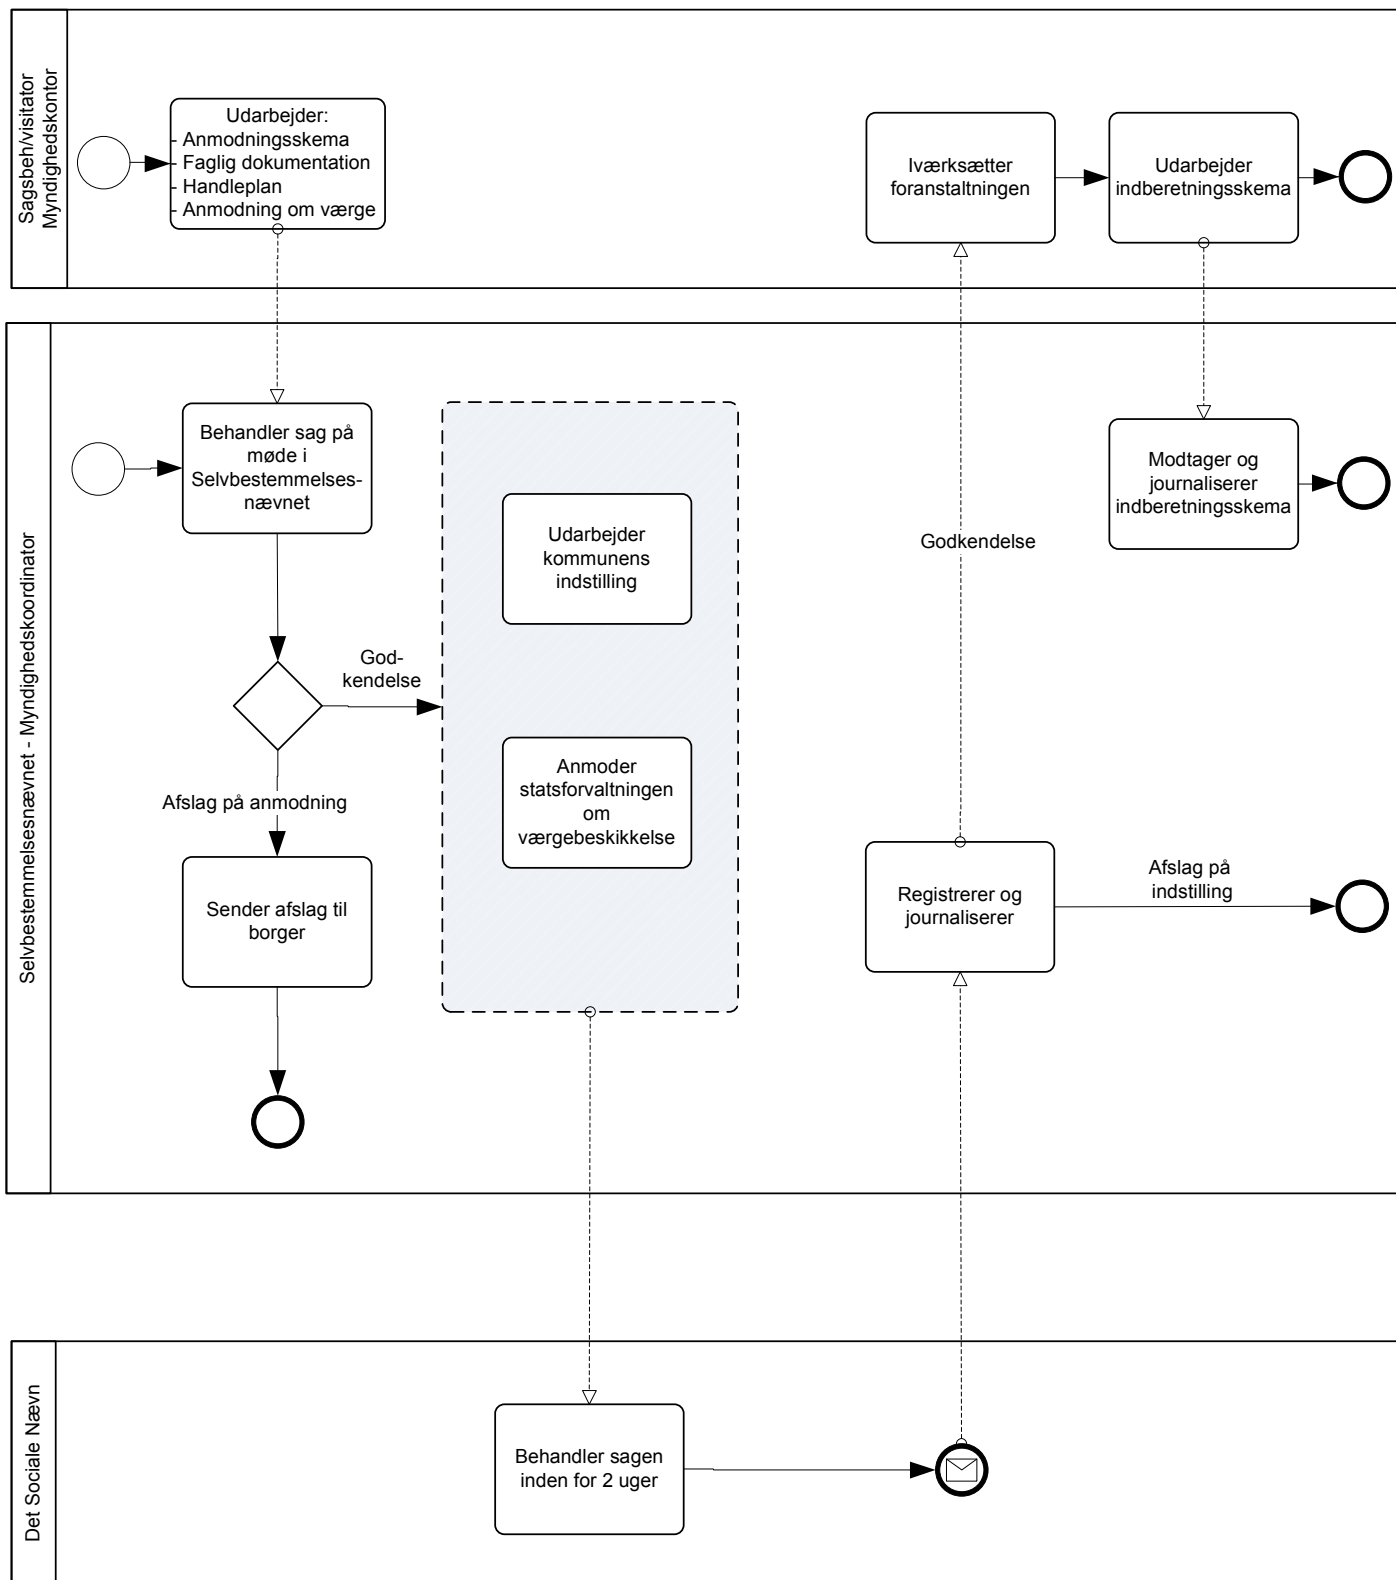 Sagsbeh/visitator
Myndighedskontor
Udarbejder:
- Anmodningsskema
- Faglig dokumentation
- Handleplan
- Anmodning om værge
Iværksætter
foranstaltningen
Udarbejder
indberetningsskema
Selvbestemmelsesnævnet - Myndighedskoordinator
Behandler sag på
møde i
Selvbestemmelses-
nævnet
God-
kendelse
Afslag på anmodning
Sender afslag til
borger
Udarbejder
kommunens
indstilling
Anmoder
statsforvaltningen
om
værgebeskikkelse
Godkendelse
Modtager og
journaliserer
indberetningsskema
Registrerer og
journaliserer
Afslag på
indstilling
Det Sociale Nævn
Behandler sagen
inden for 2 uger